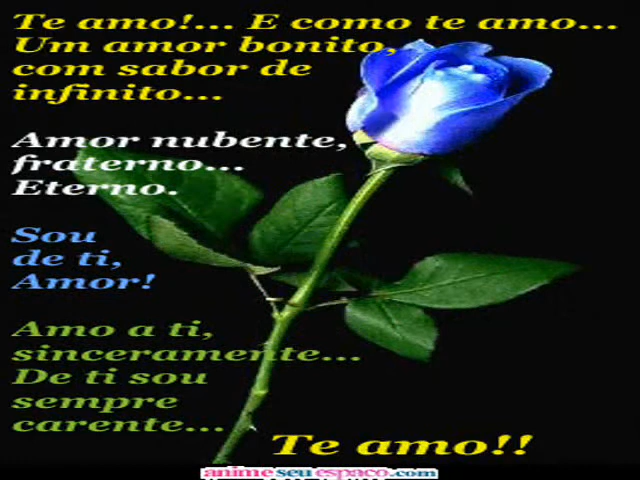 Te amo!... E como te amo...
Um amor bonito,
com sabor de
infinito...
Amor nubente,
fraterno...
Eterno.
Sou
de ti,
Amor!
Amo a ti,
sinceramente...
De ti sou
sempre
carente...
Te amo!!
animeseuespaco.com